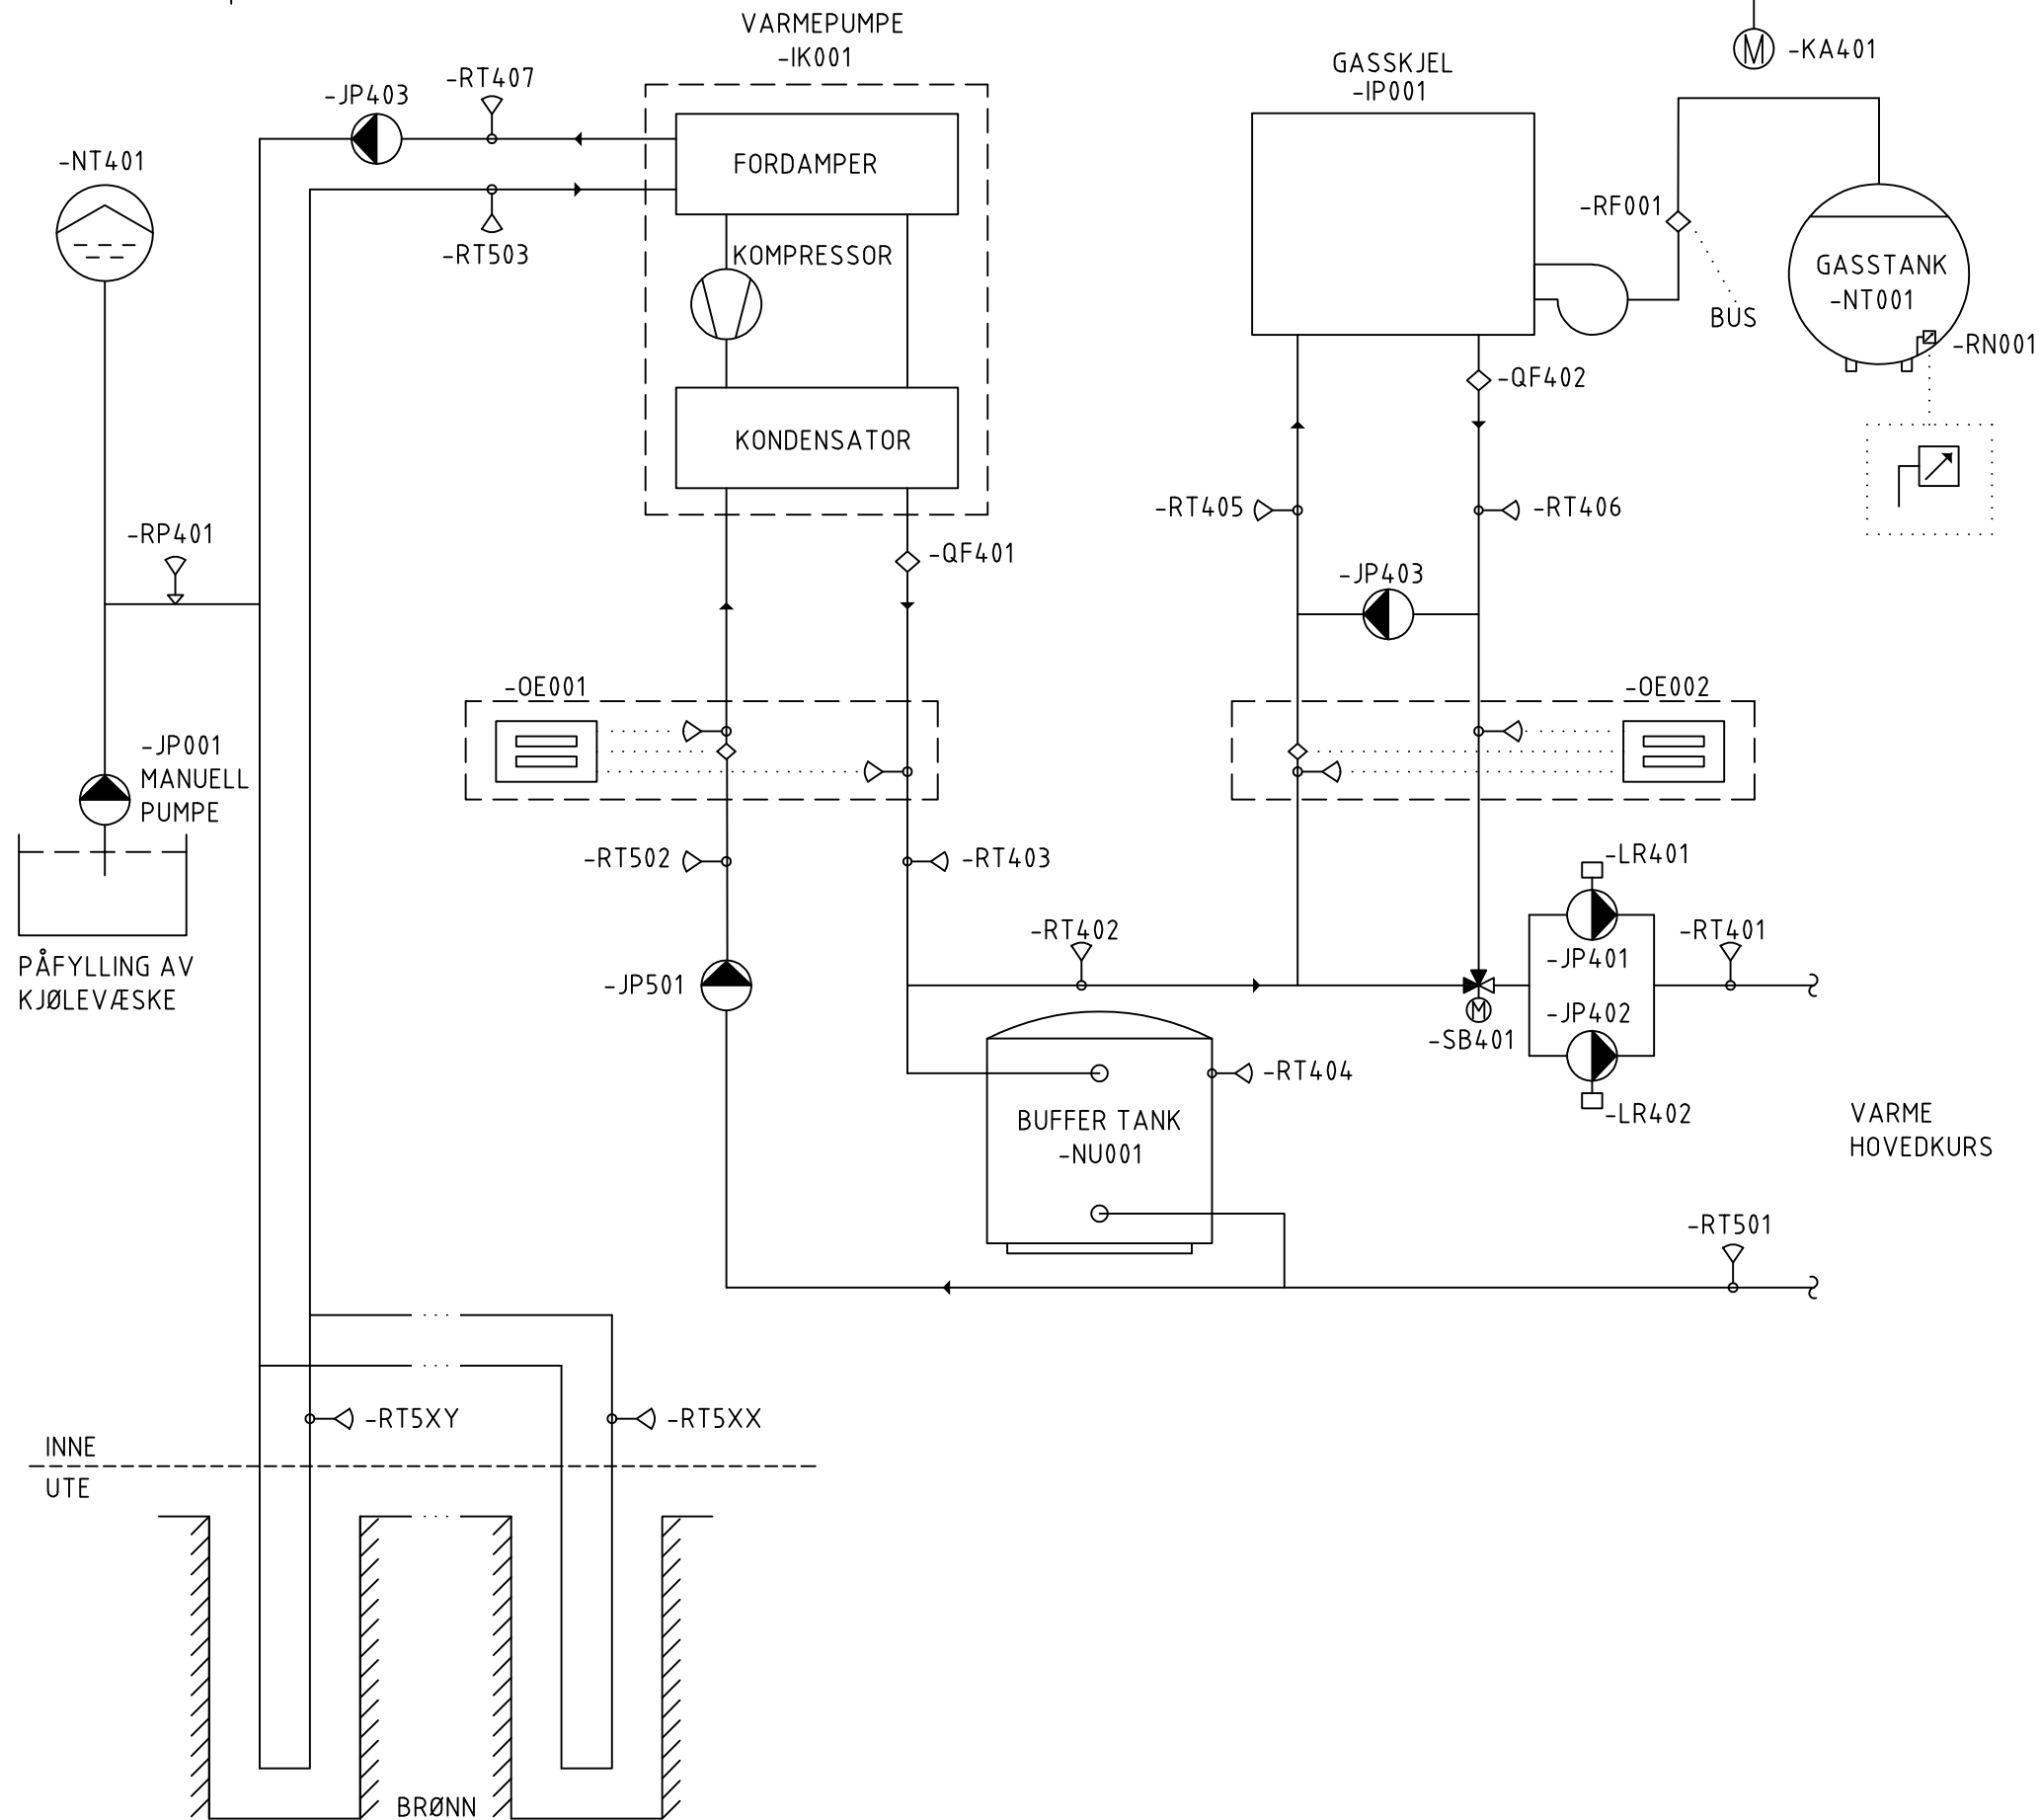 VARMEPUMPE
-IK001
-KA401
GASSKJEL
-IP001
-RT407
-JP403
-NT401
FORDAMPER
-RF001
-RT503
KOMPRESSOR
GASSTANK
-NT001
BUS
-RN001
-QF402
KONDENSATOR
-RT405
-RT406
-RP401
-QF401
-JP403
-OE001
-OE002
-JP001
MANUELL
PUMPE
-RT502
-RT403
-LR401
-RT402
-RT401
-JP401
PÅFYLLING AV
KJØLEVÆSKE
-JP501
-JP402
M
M
-SB401
-RT404
-LR402
BUFFER TANK
-NU001
VARME
HOVEDKURS
-RT501
-RT5XY
-RT5XX
INNE
UTE
BRØNN